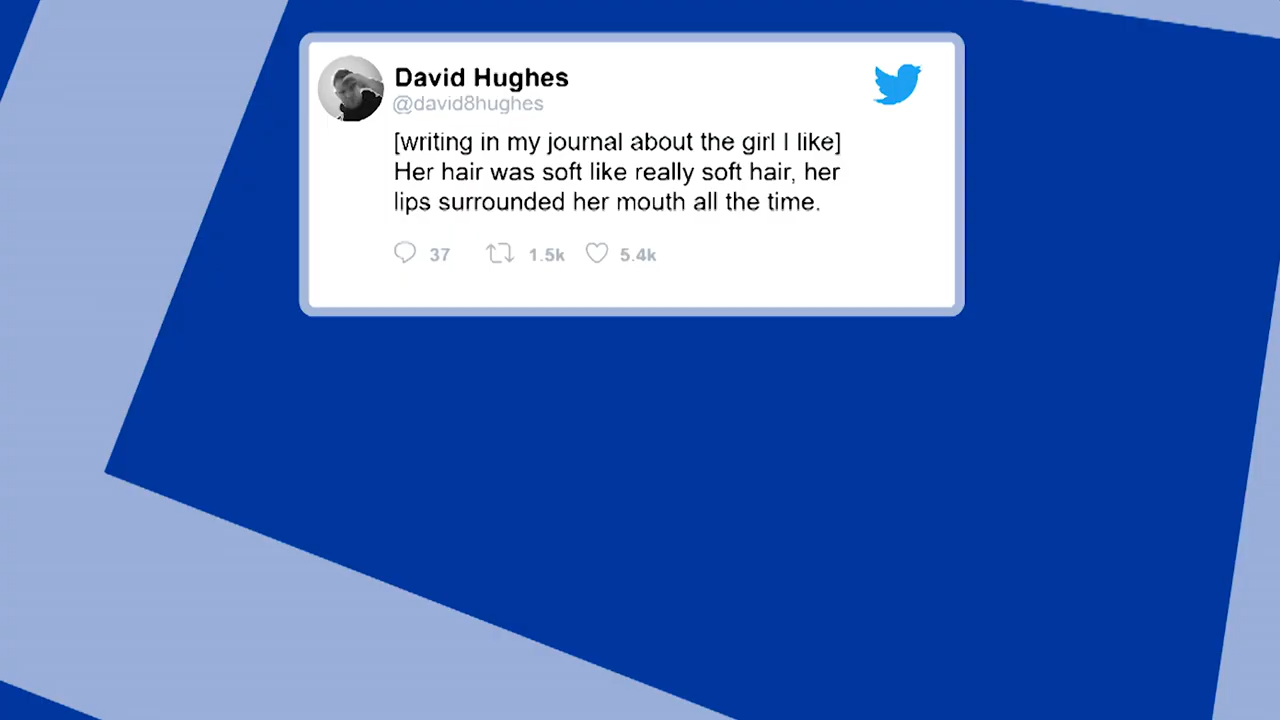 David Hughes
@david8hughes
[writing in my journal about the girl I like]
Her hair was soft like really soft hair, her
lips surrounded her mouth all the time.
37 1.5k 5.4k